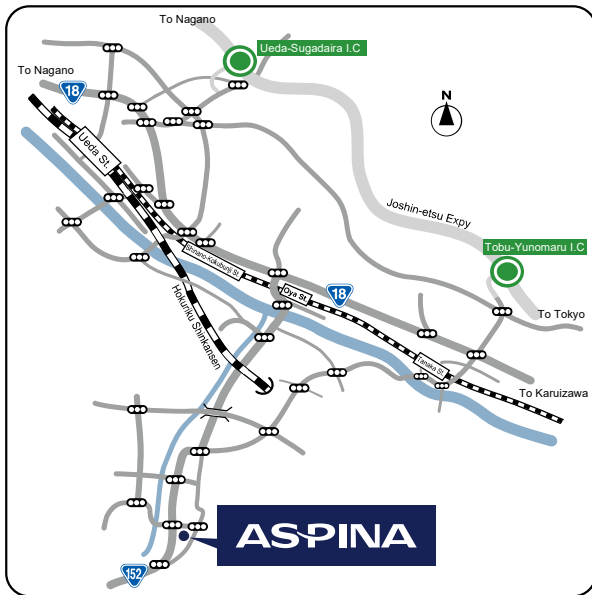 To Nagano
Ueda-Sugadaira I.C
To Nagano
18
N
Ueda St.
Joshin-etsu Expy
Tobu-Yunomaru I.C
Shinano-Kokubunji St.
Oya St.
18
Hokunku Shinkansen
To Tokyo
Tanaka St.
To Karuizawa
ASPINA
152